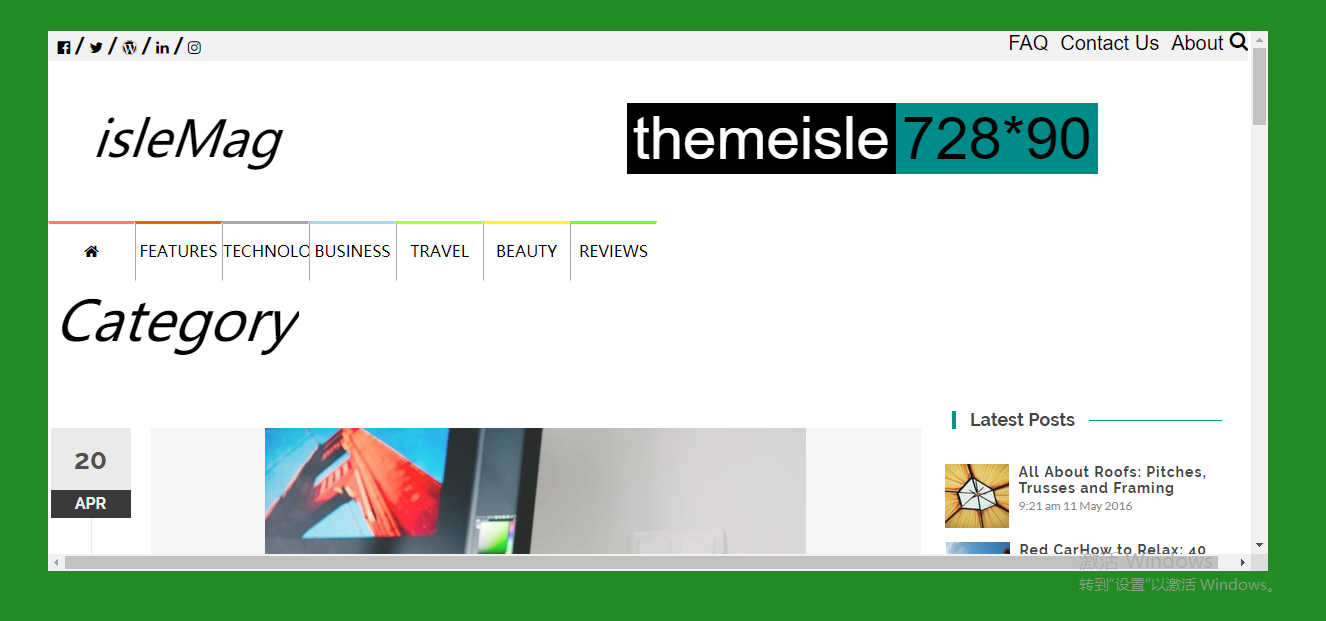 / / / /
FAQ Contact Us About
isleMag
themeisle 728*90
FEATURES TECHNOLO BUSINESS TRAVEL BEAUTY REVIEWS
Category
Latest Posts
20
APR
All About Roofs: Pitches,
Trusses and Framing
9:21 am 11 May 2016
Red CarHow to Relax: 40
激活 Windows
转到"设置"以激活 Windows。